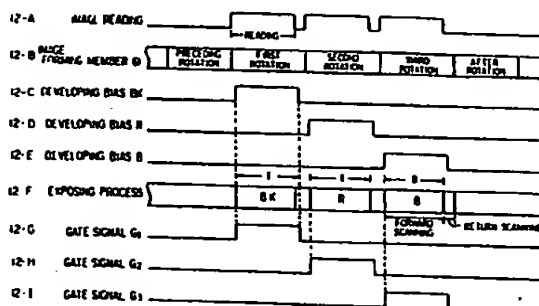 12-A IMAGE READING
READING
12-B IMAGE FORMING MEMBER
PRECEDING ROTATION
FIRST ROTATION
SECOND ROTATION
THIRD ROTATION
AFTER ROTATION
12-C DEVELOPING BIAS BK
12-D DEVELOPING BIAS R
12-E DEVELOPING BIAS B
12-F EXPOSING PROCESS
BK
R
B
FORWARD SCANNING
RETURN SCANNING
12-G GATE SIGNAL G1
12-H GATE SIGNAL G2
12-I GATE SIGNAL G3